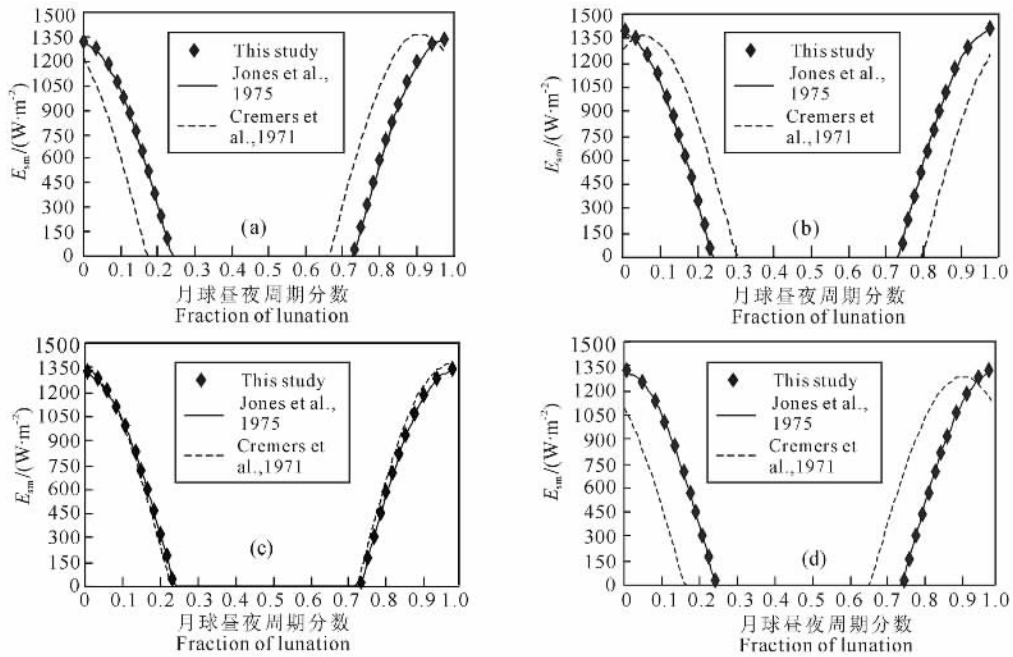 1500
1350
1200
1050
900
750
600
450
300
150
0
E_sm/(W·m⁻²)
This study
Jones et al.,
1975
Cremers et
al.,1971
(a)
0 0.1 0.2 0.3 0.4 0.5 0.6 0.7 0.8 0.9 1.0
月球昼夜周期分数
Fraction of lunation
1500
1350
1200
1050
900
750
600
450
300
150
0
E_sm/(W·m⁻²)
This study
Jones et al.,
1975
Cremers et
al.,1971
(b)
0 0.1 0.2 0.3 0.4 0.5 0.6 0.7 0.8 0.9 1.0
月球昼夜周期分数
Fraction of lunation
1500
1350
1200
1050
900
750
600
450
300
150
0
E_sm/(W·m⁻²)
This study
Jones et al.,
1975
Cremers et
al.,1971
(c)
0 0.1 0.2 0.3 0.4 0.5 0.6 0.7 0.8 0.9 1.0
月球昼夜周期分数
Fraction of lunation
1500
1350
1200
1050
900
750
600
450
300
150
0
E_sm/(W·m⁻²)
This study
Jones et al.,
1975
Cremers et
al.,1971
(d)
0 0.1 0.2 0.3 0.4 0.5 0.6 0.7 0.8 0.9 1.0
月球昼夜周期分数
Fraction of lunation